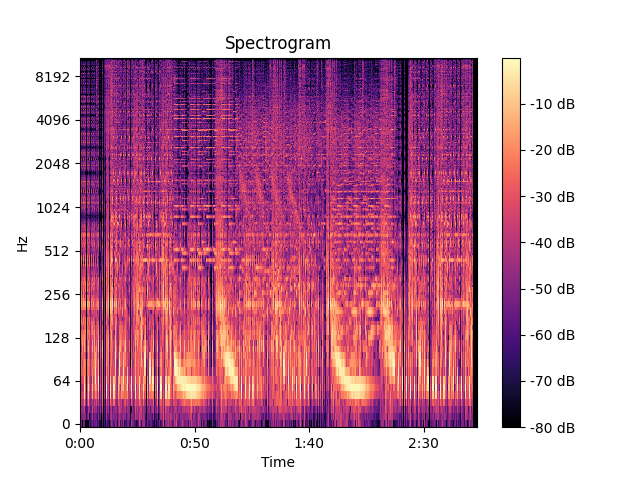 Spectrogram
8192
4096
2048
1024
512
256
128
64
0
Hz
0:00
0:50
1:40
2:30
Time
-10 dB
-20 dB
-30 dB
-40 dB
-50 dB
-60 dB
-70 dB
-80 dB